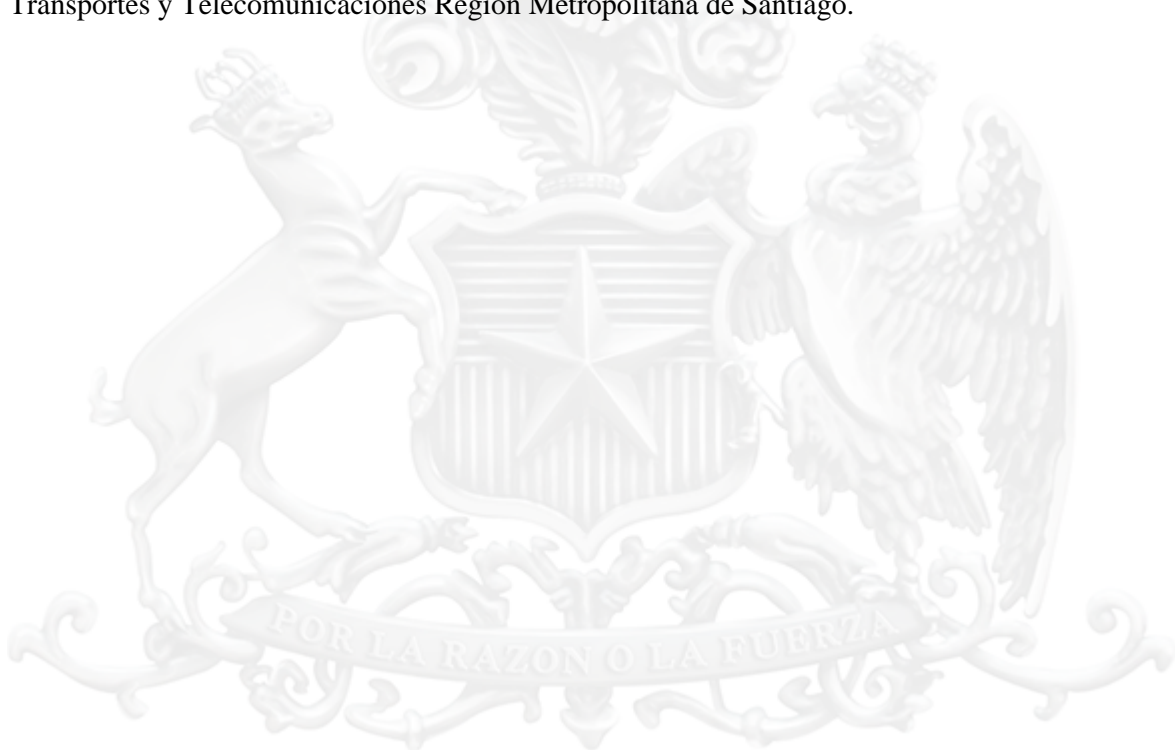 Transportes y Telecomunicaciones Región Metropolitana de Santiago.
POR LA RAZON O LA FUERZA